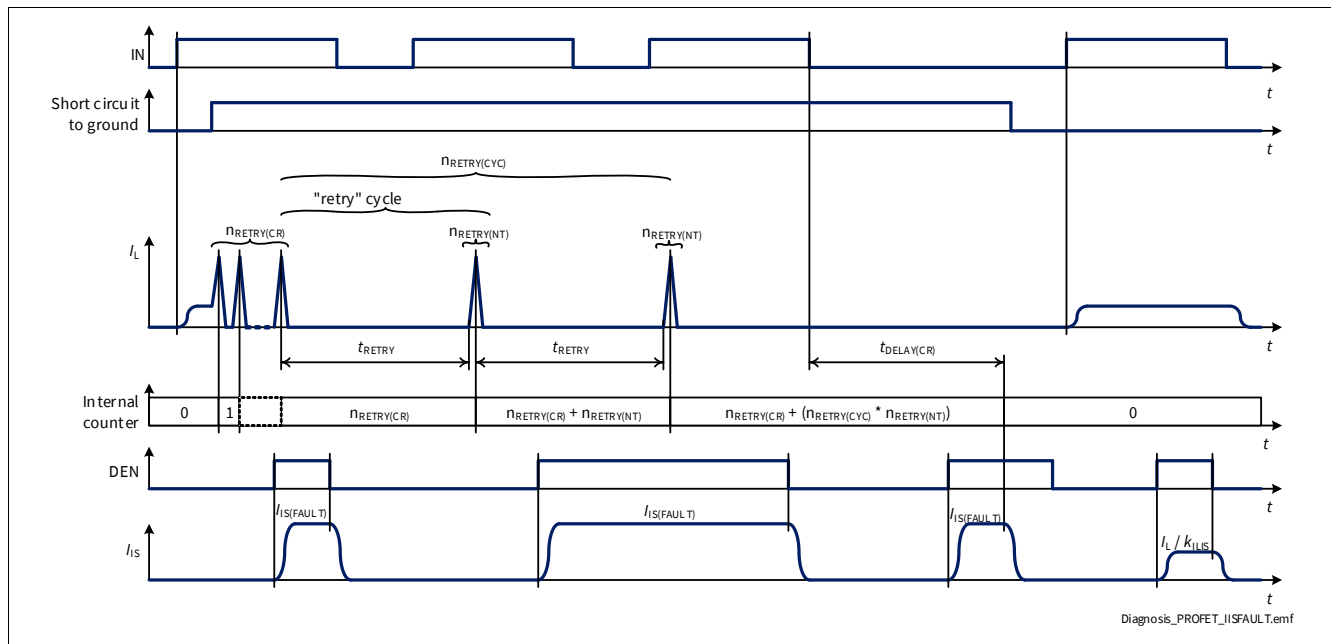 IN
t
Short circuit
to ground
t
nRETRY(CYC)
"retry" cycle
nRETRY(CR)
nRETRY(NT)
nRETRY(NT)
IL
t
tRETRY
tRETRY
tDELAY(CR)
Internal
counter
0
1
nRETRY(CR)
nRETRY(CR) + nRETRY(NT)
nRETRY(CR) + (nRETRY(CYC) * nRETRY(NT))
0
t
DEN
t
IIS(FAULT)
IIS(FAULT)
IIS(FAULT)
IL / kILIS
IIS
t
Diagnosis_PROFET_IISFAULT.emf